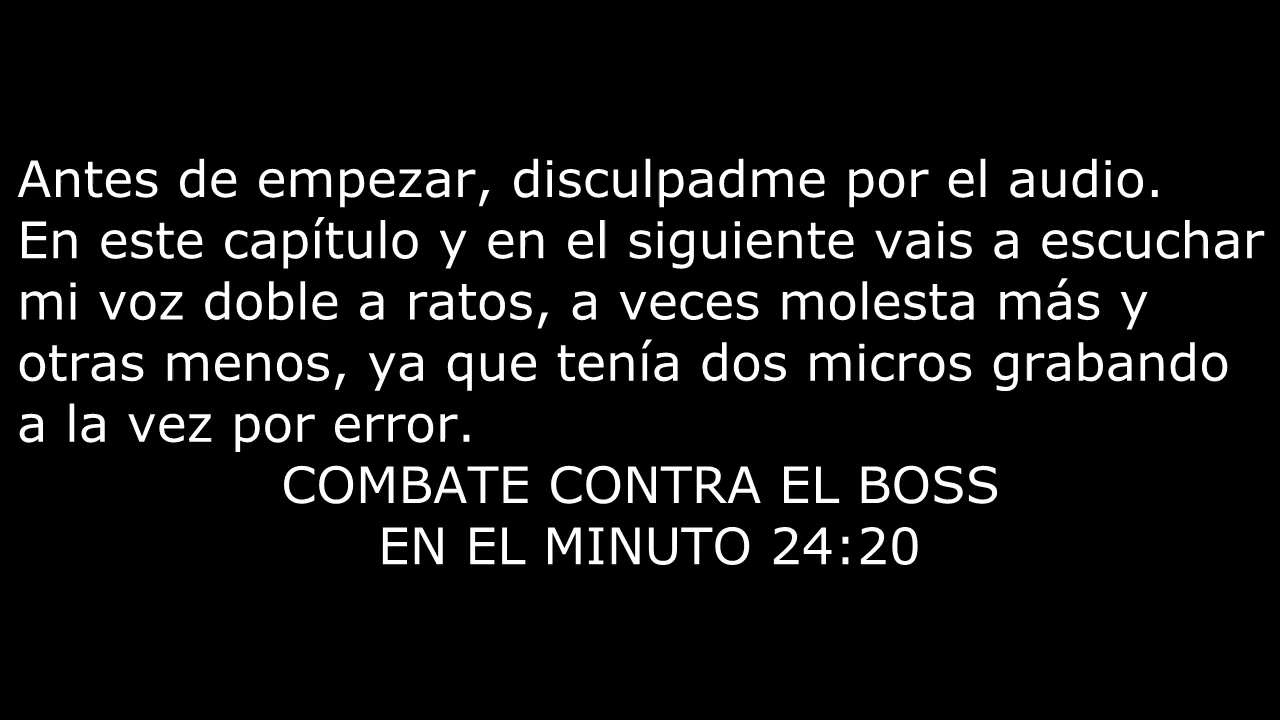 Antes de empezar, disculpadme por el audio.
En este capítulo y en el siguiente vais a escuchar
mi voz doble a ratos, a veces molesta más y
otras menos, ya que tenía dos micros grabando
a la vez por error.
COMBATE CONTRA EL BOSS
EN EL MINUTO 24:20